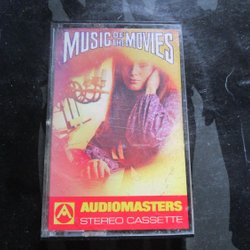 MUSIC OF THE MOVIES
AUDIOMASTERS
STEREO CASSETTE